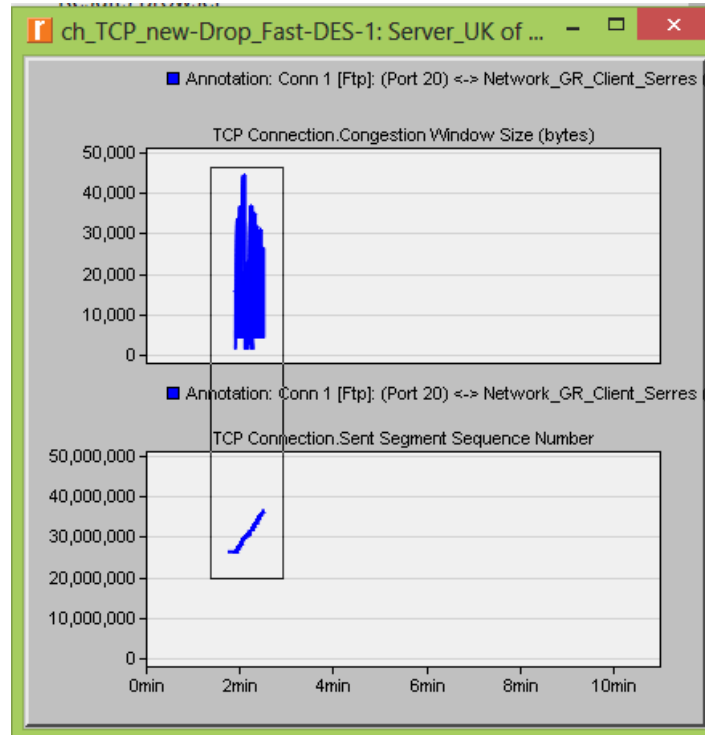 Results Browser
ch_TCP_new-Drop_Fast-DES-1: Server_UK of ...
Annotation: Conn 1 [Ftp]: (Port 20) <-> Network_GR_Client_Serres (
TCP Connection.Congestion Window Size (bytes)
50,000
40,000
30,000
20,000
10,000
0
Annotation: Conn 1 [Ftp]: (Port 20) <-> Network_GR_Client_Serres (
TCP Connection.Sent Segment Sequence Number
50,000,000
40,000,000
30,000,000
20,000,000
10,000,000
0
0min 2min 4min 6min 8min 10min